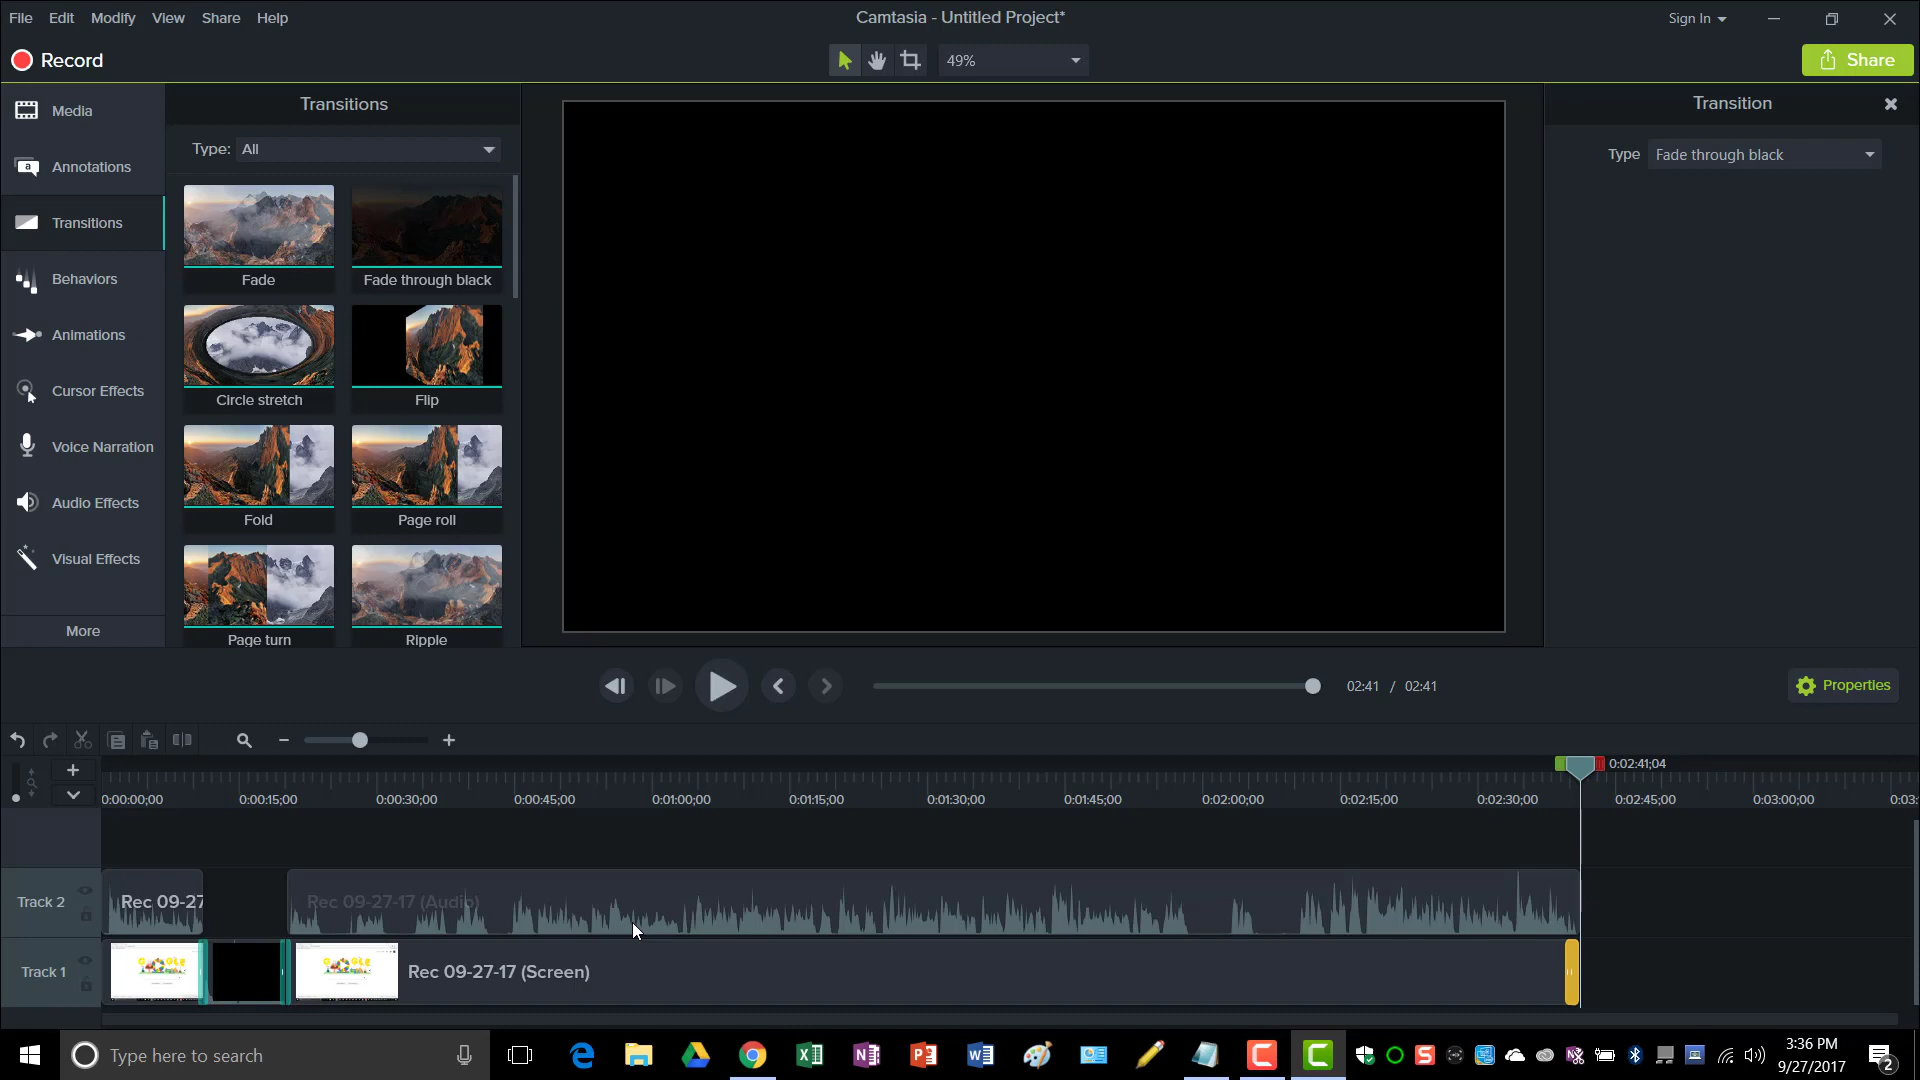 File Edit Modify View Share Help
Camtasia - Untitled Project*
Sign In
Record
49%
Share
Media
Annotations
Transitions
Behaviors
Animations
Cursor Effects
Voice Narration
Audio Effects
Visual Effects
More
Transitions
Type: All
Fade
Fade through black
Circle stretch
Flip
Fold
Page roll
Page turn
Ripple
Transition
Type Fade through black
02:41 / 02:41
Properties
0:02:41;04
0:00:00;00 0:00:15;00 0:00:30;00 0:00:45;00 0:01:00;00 0:01:15;00 0:01:30;00 0:01:45;00 0:02:00;00 0:02:15;00 0:02:30;00 0:02:45;00 0:03:00;00 0:03:
Track 2
Rec 09-27
Rec 09-27-17 (Audio)
Track 1
Rec 09-27-17 (Screen)
Type here to search
3:36 PM
9/27/2017
2